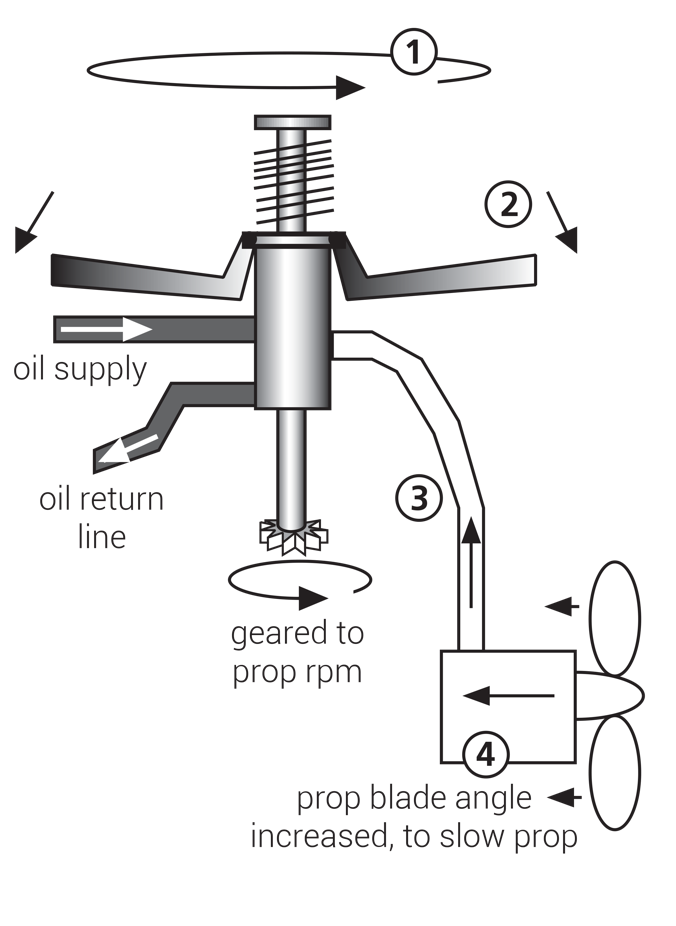 1
2
oil supply
oil return
line
3
geared to
prop rpm
4
prop blade angle
increased, to slow prop